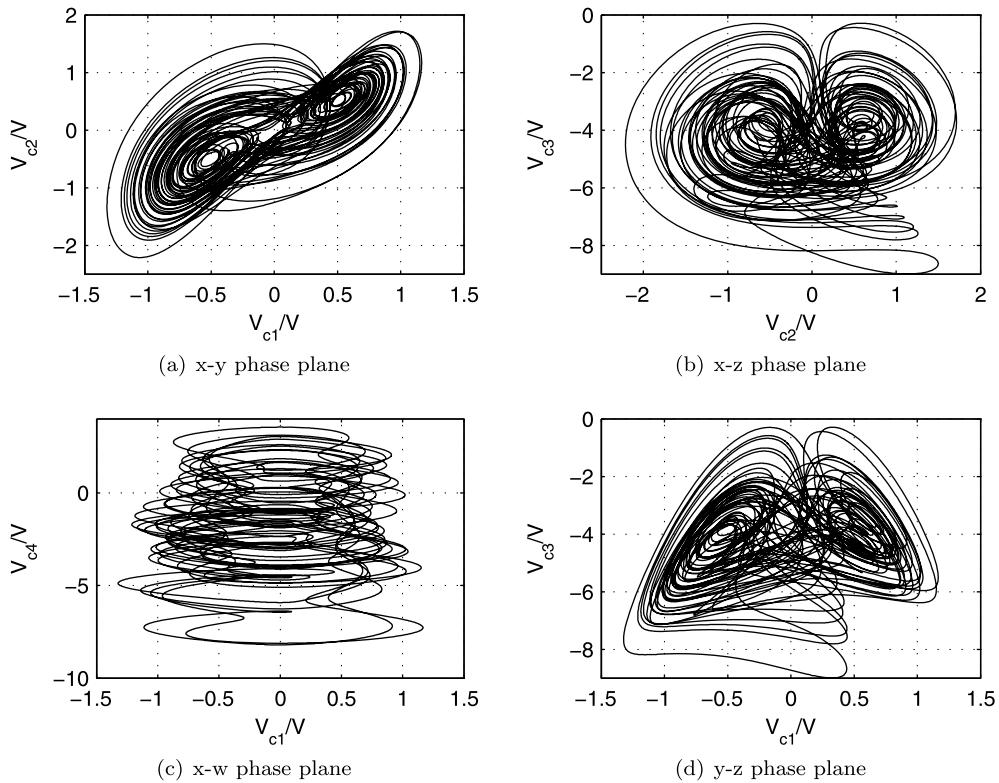 2
1
0
−1
−2
V_c2/V
−1.5 −1 −0.5 0 0.5 1 1.5
V_c1/V
(a) x-y phase plane
0
−2
−4
−6
−8
V_c3/V
−2 −1 0 1 2
V_c2/V
(b) x-z phase plane
0
−5
−10
V_c4/V
−1.5 −1 −0.5 0 0.5 1 1.5
V_c1/V
(c) x-w phase plane
0
−2
−4
−6
−8
V_c3/V
−1.5 −1 −0.5 0 0.5 1 1.5
V_c1/V
(d) y-z phase plane